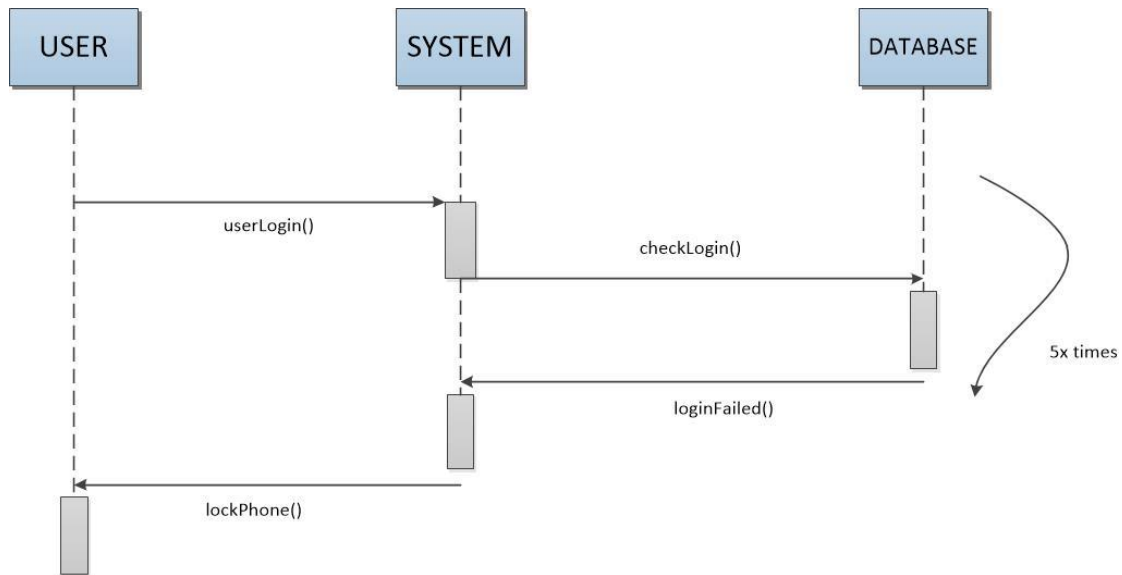 USER
SYSTEM
DATABASE
userLogin()
checkLogin()
5x times
loginFailed()
lockPhone()